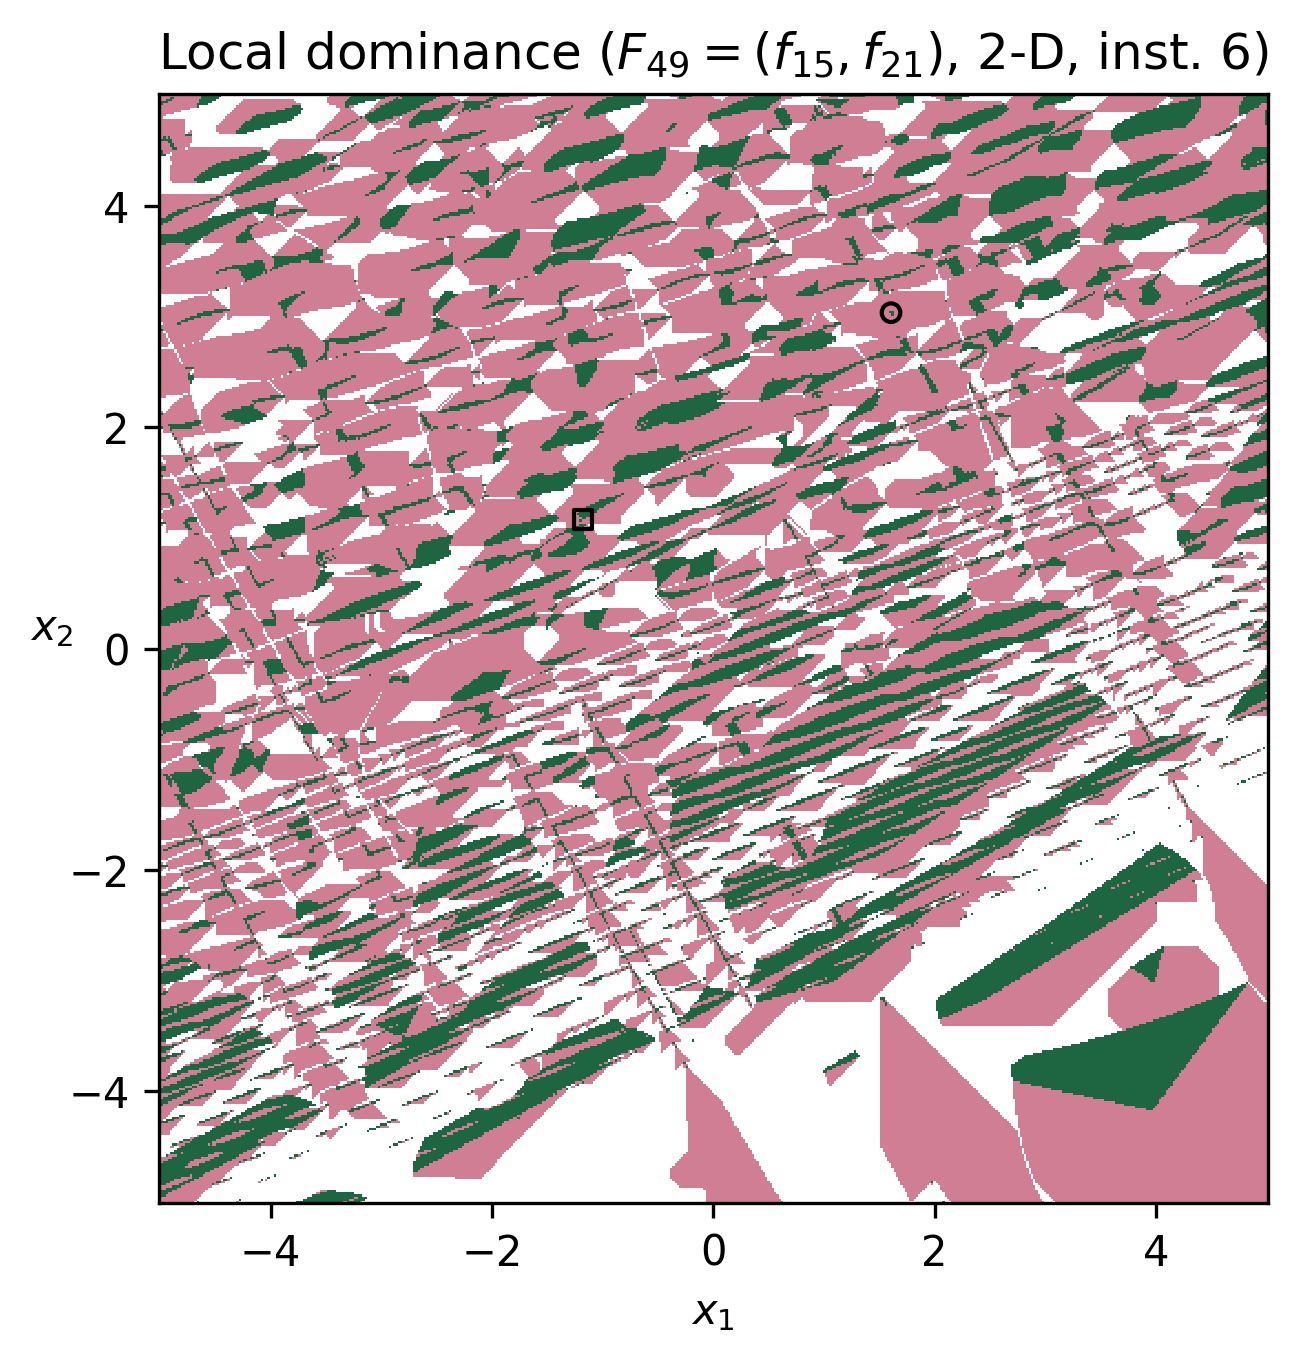 Local dominance (F₄₉ = (f₁₅, f₂₁), 2-D, inst. 6)
4
2
x₂
0
−2
−4
−4 −2 0 2 4
x₁